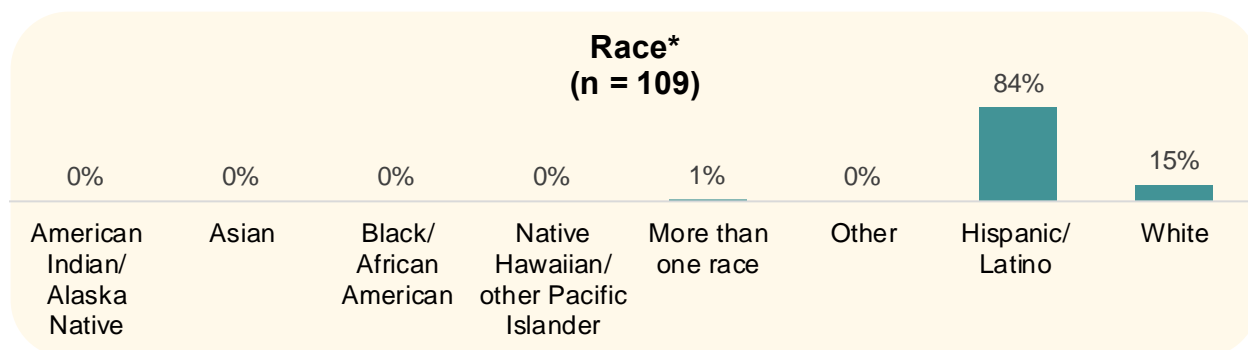 Race*
(n = 109)
0%
0%
0%
0%
1%
0%
84%
15%
American
Indian/
Alaska
Native
Asian
Black/
African
American
Native
Hawaiian/
other Pacific
Islander
More than
one race
Other
Hispanic/
Latino
White